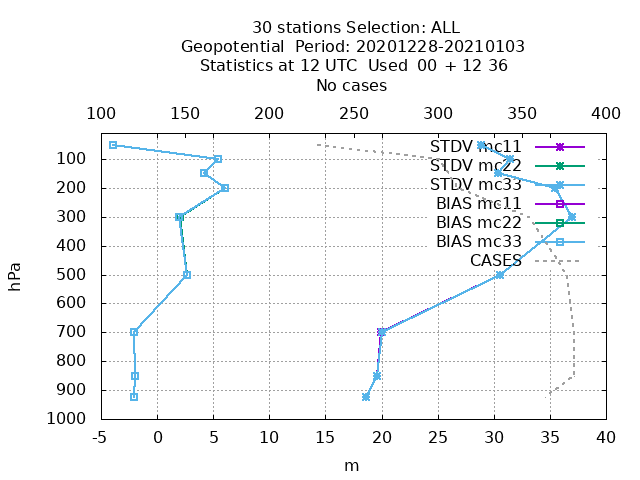 30 stations Selection: ALL
Geopotential  Period: 20201228-20210103
Statistics at 12 UTC  Used  00 + 12 36
No cases
100 150 200 250 300 350 400
STDV mc11
STDV mc22
STDV mc33
BIAS mc11
BIAS mc22
BIAS mc33
CASES
100
200
300
400
500
600
700
800
900
1000
hPa
-5 0 5 10 15 20 25 30 35 40
m